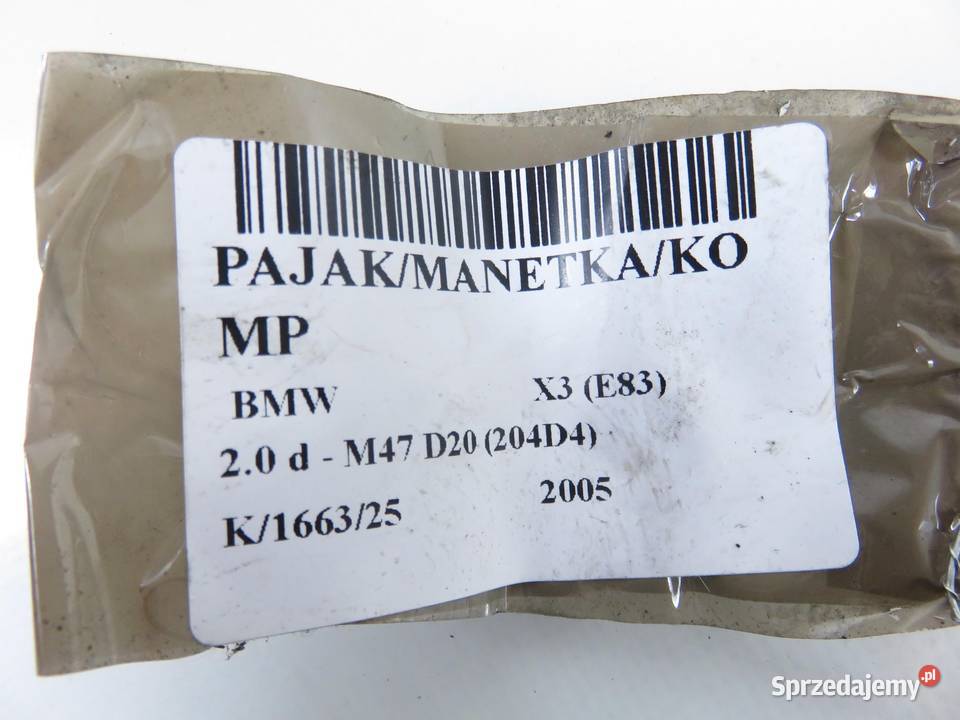 PAJAK/MANETKA/KO
MP
BMW X3 (E83)
2.0 d - M47 D20 (204D4)
K/1663/25 2005
Sprzedajemy.pl